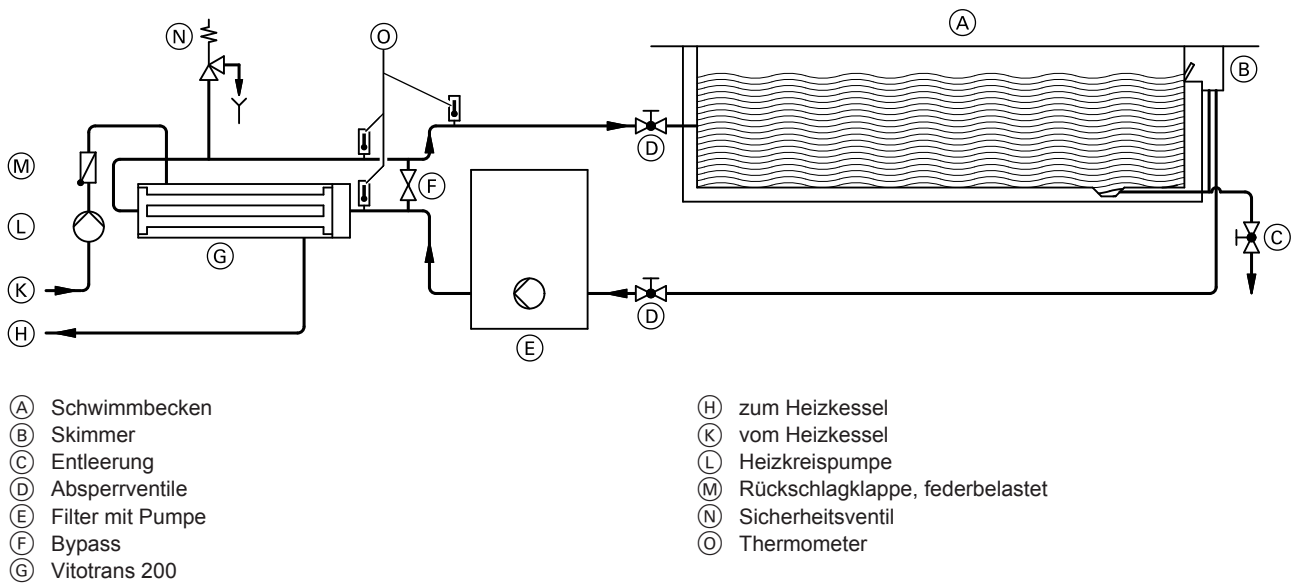 A
N
O
B
M
D
F
L
G
C
K
D
H
E
A Schwimmbecken
B Skimmer
C Entleerung
D Absperrventile
E Filter mit Pumpe
F Bypass
G Vitotrans 200
H zum Heizkessel
K vom Heizkessel
L Heizkreispumpe
M Rückschlagklappe, federbelastet
N Sicherheitsventil
O Thermometer